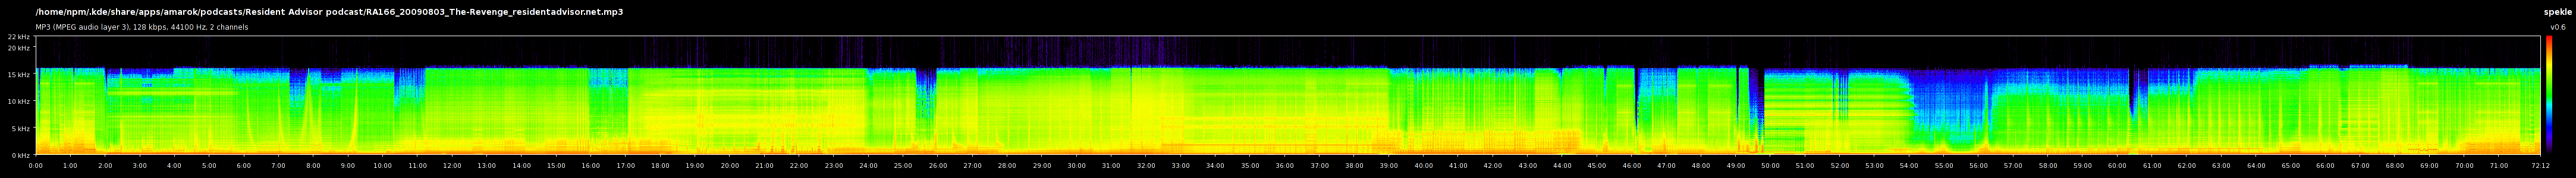 /home/npm/.kde/share/apps/amarok/podcasts/Resident Advisor podcast/RA166_20090803_The-Revenge_residentadvisor.net.mp3 spekle
MP3 (MPEG audio layer 3), 128 kbps, 44100 Hz, 2 channels v0.6
22 kHz
20 kHz
15 kHz
10 kHz
5 kHz
0 kHz
0:00 1:00 2:00 3:00 4:00 5:00 6:00 7:00 8:00 9:00 10:00 11:00 12:00 13:00 14:00 15:00 16:00 17:00 18:00 19:00 20:00 21:00 22:00 23:00 24:00 25:00 26:00 27:00 28:00 29:00 30:00 31:00 32:00 33:00 34:00 35:00 36:00 37:00 38:00 39:00 40:00 41:00 42:00 43:00 44:00 45:00 46:00 47:00 48:00 49:00 50:00 51:00 52:00 53:00 54:00 55:00 56:00 57:00 58:00 59:00 60:00 61:00 62:00 63:00 64:00 65:00 66:00 67:00 68:00 69:00 70:00 71:00 72:12